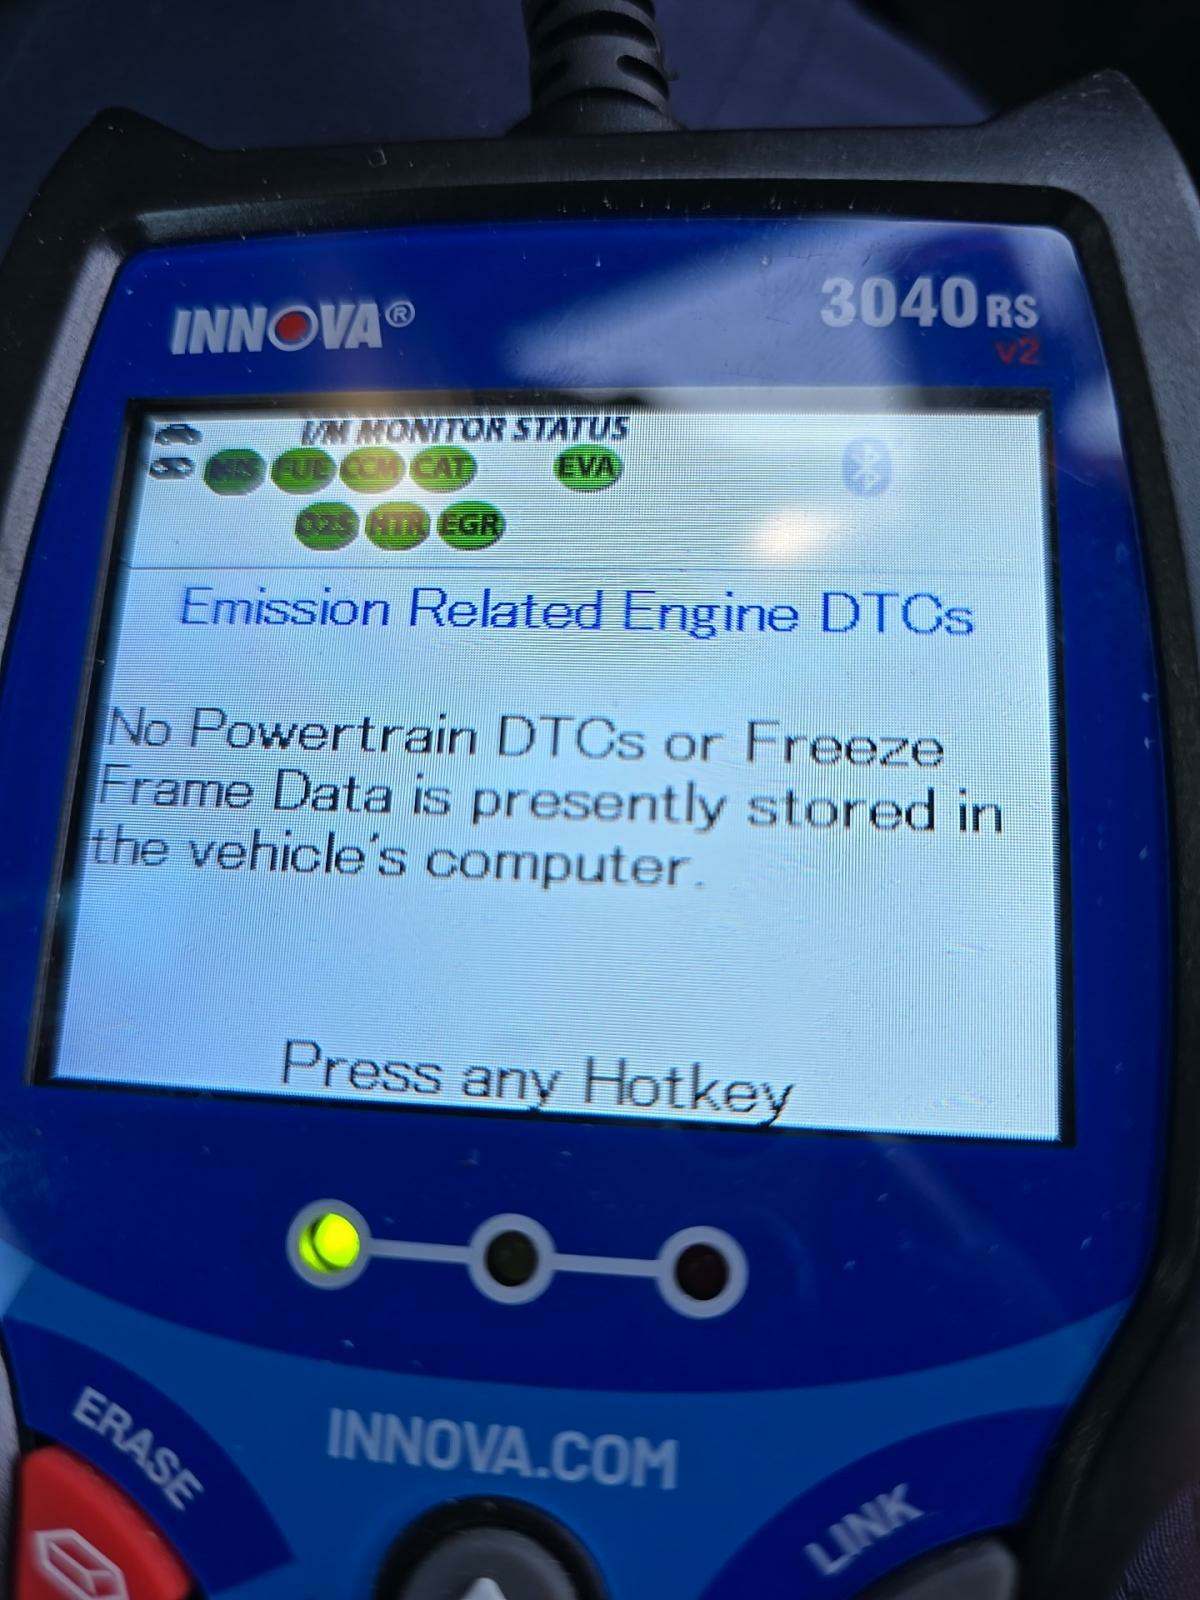 INNOVA®
3040RS
v2
I/M MONITOR STATUS
MIS FUE CCM CAT EVA
O2S HTR EGR
Emission Related Engine DTCs
No Powertrain DTCs or Freeze
Frame Data is presently stored in
the vehicle's computer.
Press any Hotkey
ERASE
INNOVA.COM
LINK